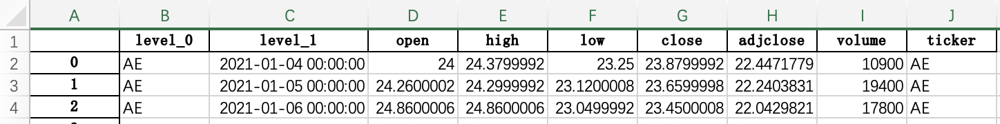 A B C D E F G H I J
1 level_0 level_1 open high low close adjclose volume ticker
2 0 AE 2021-01-04 00:00:00 24 24.3799992 23.25 23.8799992 22.4471779 10900 AE
3 1 AE 2021-01-05 00:00:00 24.2600002 24.2999992 23.1200008 23.6599998 22.2403831 19400 AE
4 2 AE 2021-01-06 00:00:00 24.8600006 24.8600006 23.0499992 23.4500008 22.0429821 17800 AE